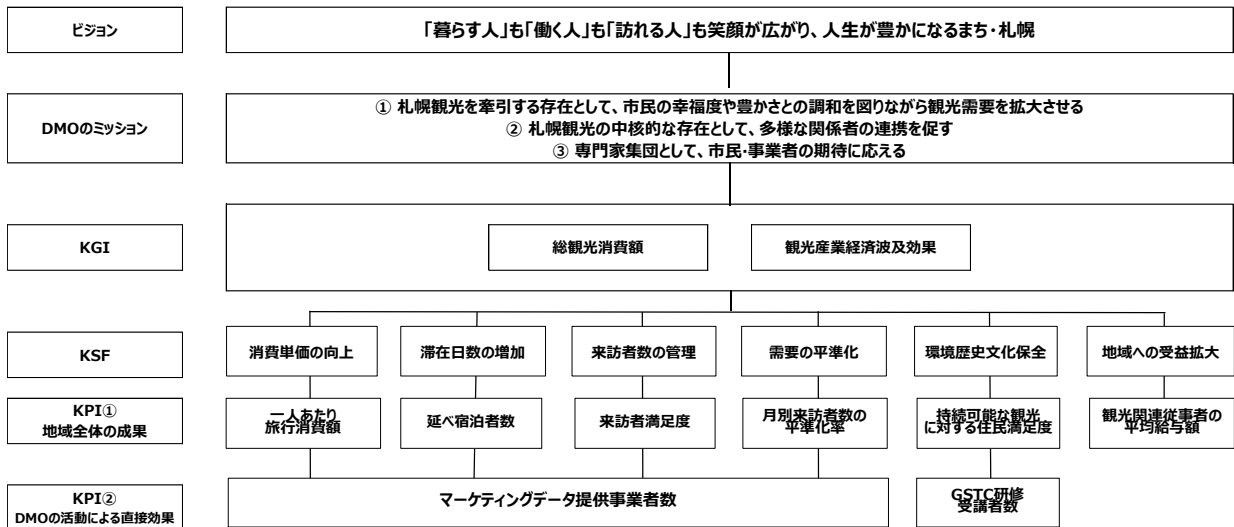 ビジョン
「暮らす人」も「働く人」も「訪れる人」も笑顔が広がり、人生が豊かになるまち・札幌
DMOのミッション
① 札幌観光を牽引する存在として、市民の幸福度や豊かさとの調和を図りながら観光需要を拡大させる
② 札幌観光の中核的な存在として、多様な関係者の連携を促す
③ 専門家集団として、市民・事業者の期待に応える
KGI
総観光消費額
観光産業経済波及効果
KSF
消費単価の向上
滞在日数の増加
来訪者数の管理
需要の平準化
環境歴史文化保全
地域への受益拡大
KPI①
地域全体の成果
一人あたり
旅行消費額
延べ宿泊者数
来訪者満足度
月別来訪者数の
平準化率
持続可能な観光
に対する住民満足度
観光関連従事者の
平均給与額
KPI②
DMOの活動による直接効果
マーケティングデータ提供事業者数
GSTC研修
受講者数